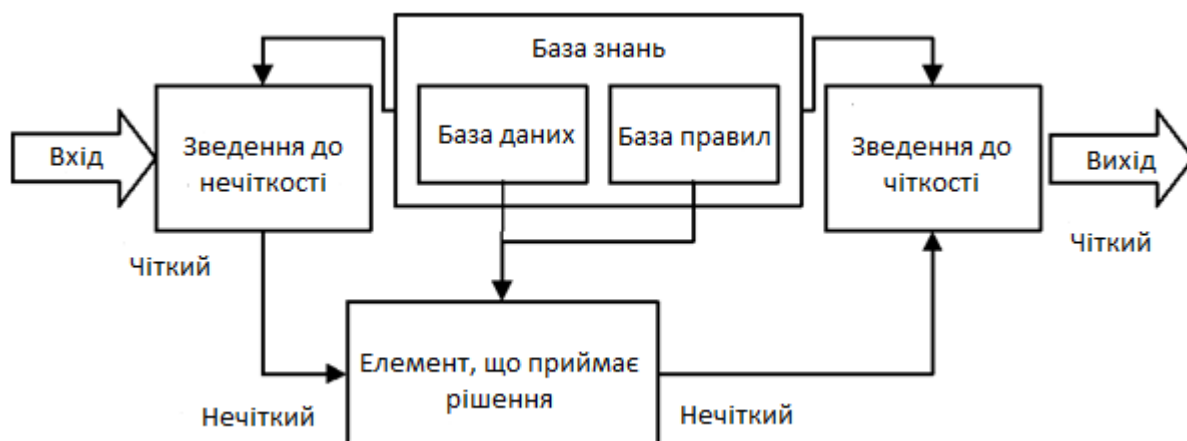 База знань
База даних
База правил
Вхід
Зведення до
нечіткості
Зведення до
чіткості
Вихід
Чіткий
Чіткий
Елемент, що приймає
рішення
Нечіткий
Нечіткий